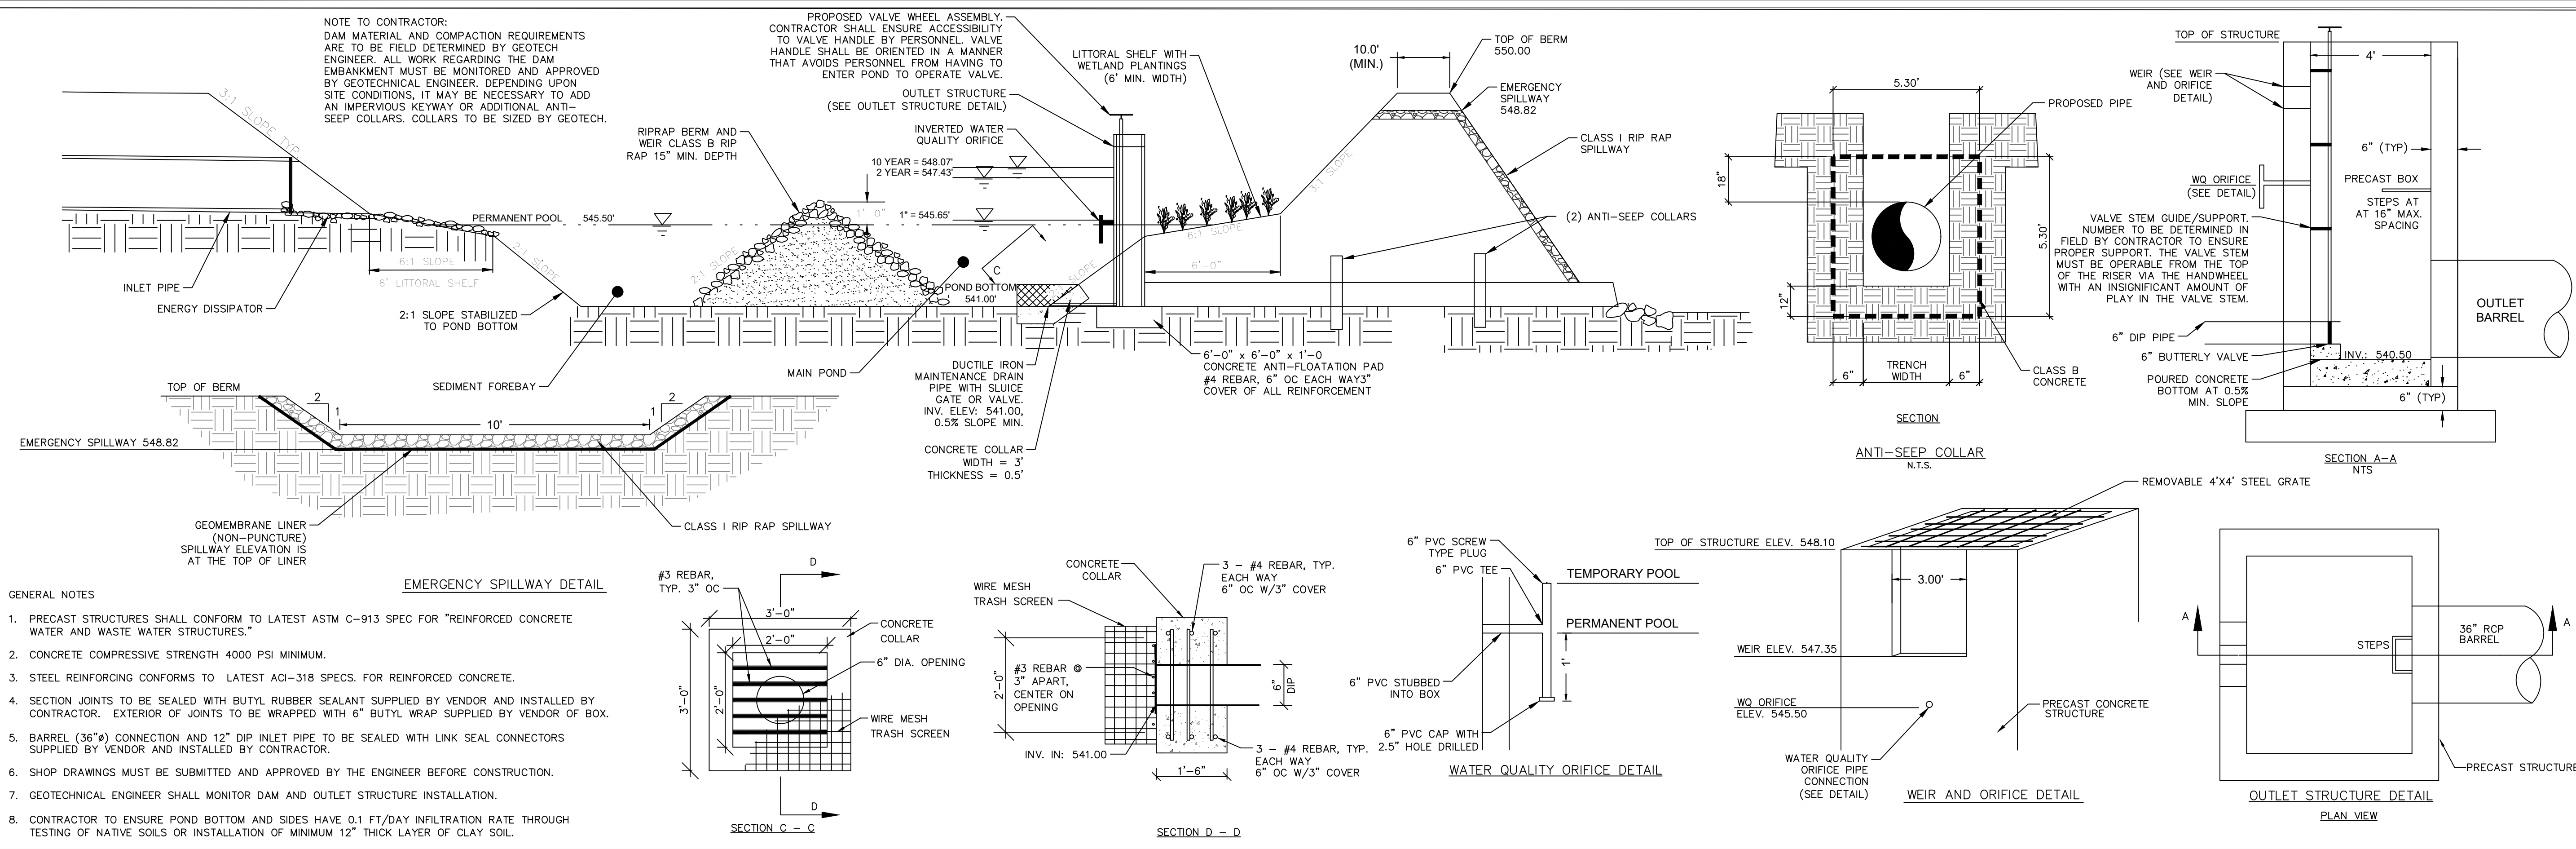 NOTE TO CONTRACTOR:
DAM MATERIAL AND COMPACTION REQUIREMENTS
ARE TO BE FIELD DETERMINED BY GEOTECH
ENGINEER. ALL WORK REGARDING THE DAM
EMBANKMENT MUST BE MONITORED AND APPROVED
BY GEOTECHNICAL ENGINEER. DEPENDING UPON
SITE CONDITIONS, IT MAY BE NECESSARY TO ADD
AN IMPERVIOUS KEYWAY OR ADDITIONAL ANTI-
SEEP COLLARS. COLLARS TO BE SIZED BY GEOTECH.
3:1 SLOPE TYP
PROPOSED VALVE WHEEL ASSEMBLY.
CONTRACTOR SHALL ENSURE ACCESSIBILITY
TO VALVE HANDLE BY PERSONNEL. VALVE
HANDLE SHALL BE ORIENTED IN A MANNER
THAT AVOIDS PERSONNEL FROM HAVING TO
ENTER POND TO OPERATE VALVE.
OUTLET STRUCTURE
(SEE OUTLET STRUCTURE DETAIL)
INVERTED WATER
QUALITY ORIFICE
RIPRAP BERM AND
WEIR CLASS B RIP
RAP 15" MIN. DEPTH
10 YEAR = 548.07'
2 YEAR = 547.43'
1" = 545.65'
1'-0"
PERMANENT POOL
545.50'
LITTORAL SHELF WITH
WETLAND PLANTINGS
(6' MIN. WIDTH)
10.0'
(MIN.)
TOP OF BERM
550.00
EMERGENCY
SPILLWAY
548.82
CLASS I RIP RAP
SPILLWAY
3:1 SLOPE
(2) ANTI-SEEP COLLARS
6:1 SLOPE
6'-0"
6:1 SLOPE
6' LITTORAL SHELF
2:1 SLOPE
2:1 SLOPE
SLOPE
C
POND BOTTOM
541.00'
INLET PIPE
ENERGY DISSIPATOR
2:1 SLOPE STABILIZED
TO POND BOTTOM
SEDIMENT FOREBAY
MAIN POND
DUCTILE IRON
MAINTENANCE DRAIN
PIPE WITH SLUICE
GATE OR VALVE.
INV. ELEV: 541.00,
0.5% SLOPE MIN.
CONCRETE COLLAR
WIDTH = 3'
THICKNESS = 0.5'
6'-0" x 6'-0" x 1'-0
CONCRETE ANTI-FLOATATION PAD
#4 REBAR, 6" OC EACH WAY3"
COVER OF ALL REINFORCEMENT
5.30'
PROPOSED PIPE
18"
5.30'
12"
6"
TRENCH
WIDTH
6"
CLASS B
CONCRETE
SECTION
ANTI-SEEP COLLAR
N.T.S.
TOP OF STRUCTURE
4'
WEIR (SEE WEIR
AND ORIFICE
DETAIL)
6" (TYP)
WQ ORIFICE
(SEE DETAIL)
PRECAST BOX
STEPS AT
AT 16" MAX.
SPACING
VALVE STEM GUIDE/SUPPORT.
NUMBER TO BE DETERMINED IN
FIELD BY CONTRACTOR TO ENSURE
PROPER SUPPORT. THE VALVE STEM
MUST BE OPERABLE FROM THE TOP
OF THE RISER VIA THE HANDWHEEL
WITH AN INSIGNIFICANT AMOUNT OF
PLAY IN THE VALVE STEM.
OUTLET
BARREL
6" DIP PIPE
6" BUTTERLY VALVE
INV.: 540.50
POURED CONCRETE
BOTTOM AT 0.5%
MIN. SLOPE
6" (TYP)
SECTION A-A
NTS
TOP OF BERM
2
1
10'
1
2
EMERGENCY SPILLWAY 548.82
GEOMEMBRANE LINER
(NON-PUNCTURE)
SPILLWAY ELEVATION IS
AT THE TOP OF LINER
CLASS I RIP RAP SPILLWAY
EMERGENCY SPILLWAY DETAIL
GENERAL NOTES
1. PRECAST STRUCTURES SHALL CONFORM TO LATEST ASTM C-913 SPEC FOR "REINFORCED CONCRETE
WATER AND WASTE WATER STRUCTURES."
2. CONCRETE COMPRESSIVE STRENGTH 4000 PSI MINIMUM.
3. STEEL REINFORCING CONFORMS TO LATEST ACI-318 SPECS. FOR REINFORCED CONCRETE.
4. SECTION JOINTS TO BE SEALED WITH BUTYL RUBBER SEALANT SUPPLIED BY VENDOR AND INSTALLED BY
CONTRACTOR. EXTERIOR OF JOINTS TO BE WRAPPED WITH 6" BUTYL WRAP SUPPLIED BY VENDOR OF BOX.
5. BARREL (36"ø) CONNECTION AND 12" DIP INLET PIPE TO BE SEALED WITH LINK SEAL CONNECTORS
SUPPLIED BY VENDOR AND INSTALLED BY CONTRACTOR.
6. SHOP DRAWINGS MUST BE SUBMITTED AND APPROVED BY THE ENGINEER BEFORE CONSTRUCTION.
7. GEOTECHNICAL ENGINEER SHALL MONITOR DAM AND OUTLET STRUCTURE INSTALLATION.
8. CONTRACTOR TO ENSURE POND BOTTOM AND SIDES HAVE 0.1 FT/DAY INFILTRATION RATE THROUGH
TESTING OF NATIVE SOILS OR INSTALLATION OF MINIMUM 12" THICK LAYER OF CLAY SOIL.
#3 REBAR,
TYP. 3" OC
D
3'-0"
2'-0"
CONCRETE
COLLAR
6" DIA. OPENING
3'-0"
2'-0"
WIRE MESH
TRASH SCREEN
D
SECTION C - C
CONCRETE
COLLAR
WIRE MESH
TRASH SCREEN
3 - #4 REBAR, TYP.
EACH WAY
6" OC W/3" COVER
2'-0"
#3 REBAR @
3" APART,
CENTER ON
OPENING
6"
DIP
INV. IN: 541.00
3 - #4 REBAR, TYP.
EACH WAY
6" OC W/3" COVER
1'-6"
SECTION D - D
6" PVC SCREW
TYPE PLUG
6" PVC TEE
TEMPORARY POOL
PERMANENT POOL
1'
6" PVC STUBBED
INTO BOX
6" PVC CAP WITH
2.5" HOLE DRILLED
WATER QUALITY ORIFICE DETAIL
REMOVABLE 4'X4' STEEL GRATE
TOP OF STRUCTURE ELEV. 548.10
3.00'
WEIR ELEV. 547.35
WQ ORIFICE
ELEV. 545.50
PRECAST CONCRETE
STRUCTURE
WATER QUALITY
ORIFICE PIPE
CONNECTION
(SEE DETAIL)
WEIR AND ORIFICE DETAIL
A
STEPS
36" RCP
BARREL
A
PRECAST STRUCTURE
OUTLET STRUCTURE DETAIL
PLAN VIEW